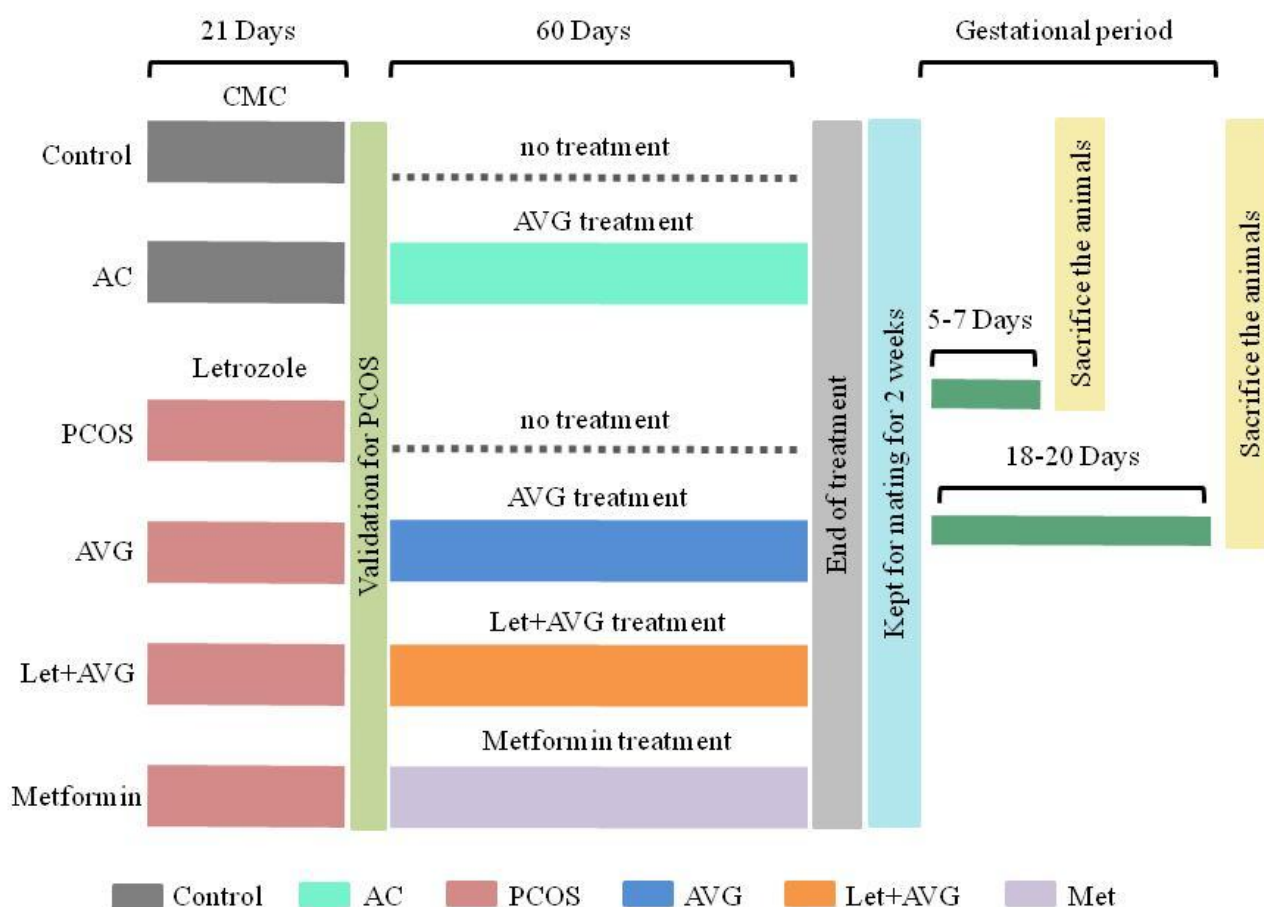 21 Days
60 Days
Gestational period
CMC
Control
no treatment
AC
AVG treatment
Letrozole
PCOS
no treatment
AVG
AVG treatment
Let+AVG
Let+AVG treatment
Metformin
Metformin treatment
Validation for PCOS
End of treatment
Kept for mating for 2 weeks
5-7 Days
Sacrifice the animals
18-20 Days
Sacrifice the animals
Control
AC
PCOS
AVG
Let+AVG
Met